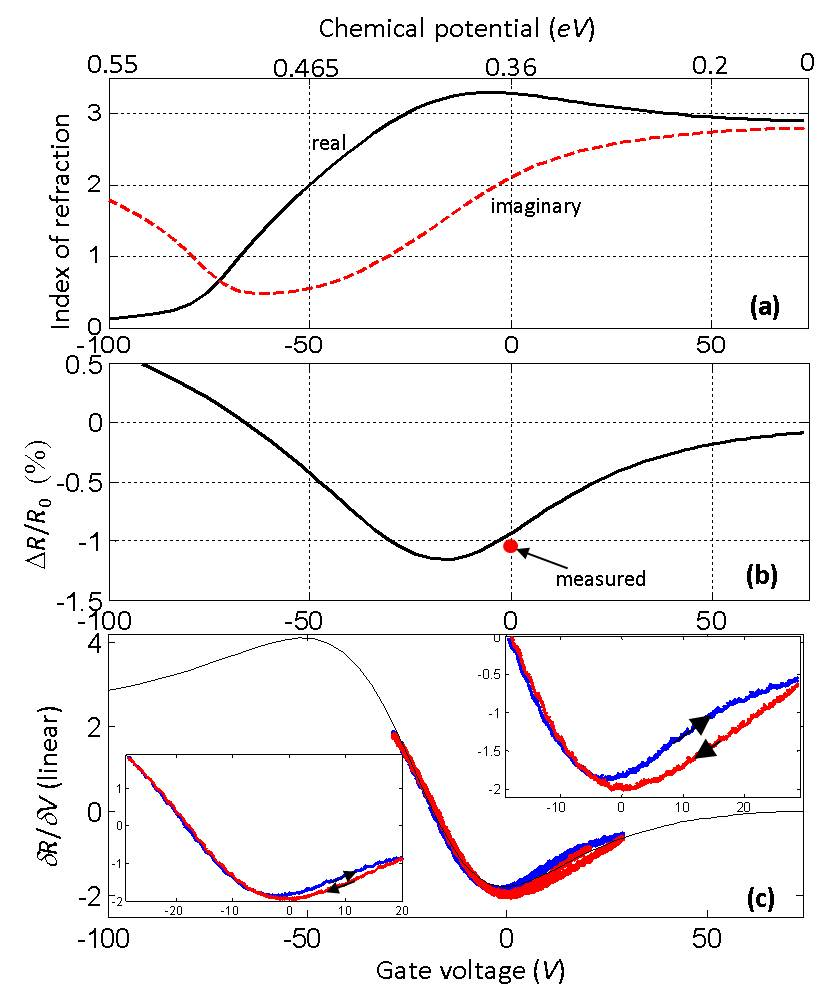 Chemical potential (eV)
0.55 0.465 0.36 0.2 0
Index of refraction
3
2
1
0
real
imaginary
(a)
-100 -50 0 50
ΔR/R0 (%)
0.5
0
-0.5
-1
-1.5
measured
(b)
-100 -50 0 50
δR/δV (linear)
4
2
0
-2
1
0
-1
-2
-20 -10 0 10 20
0
-0.5
-1
-1.5
-2
-10 0 10 20
(c)
-100 -50 0 50
Gate voltage (V)